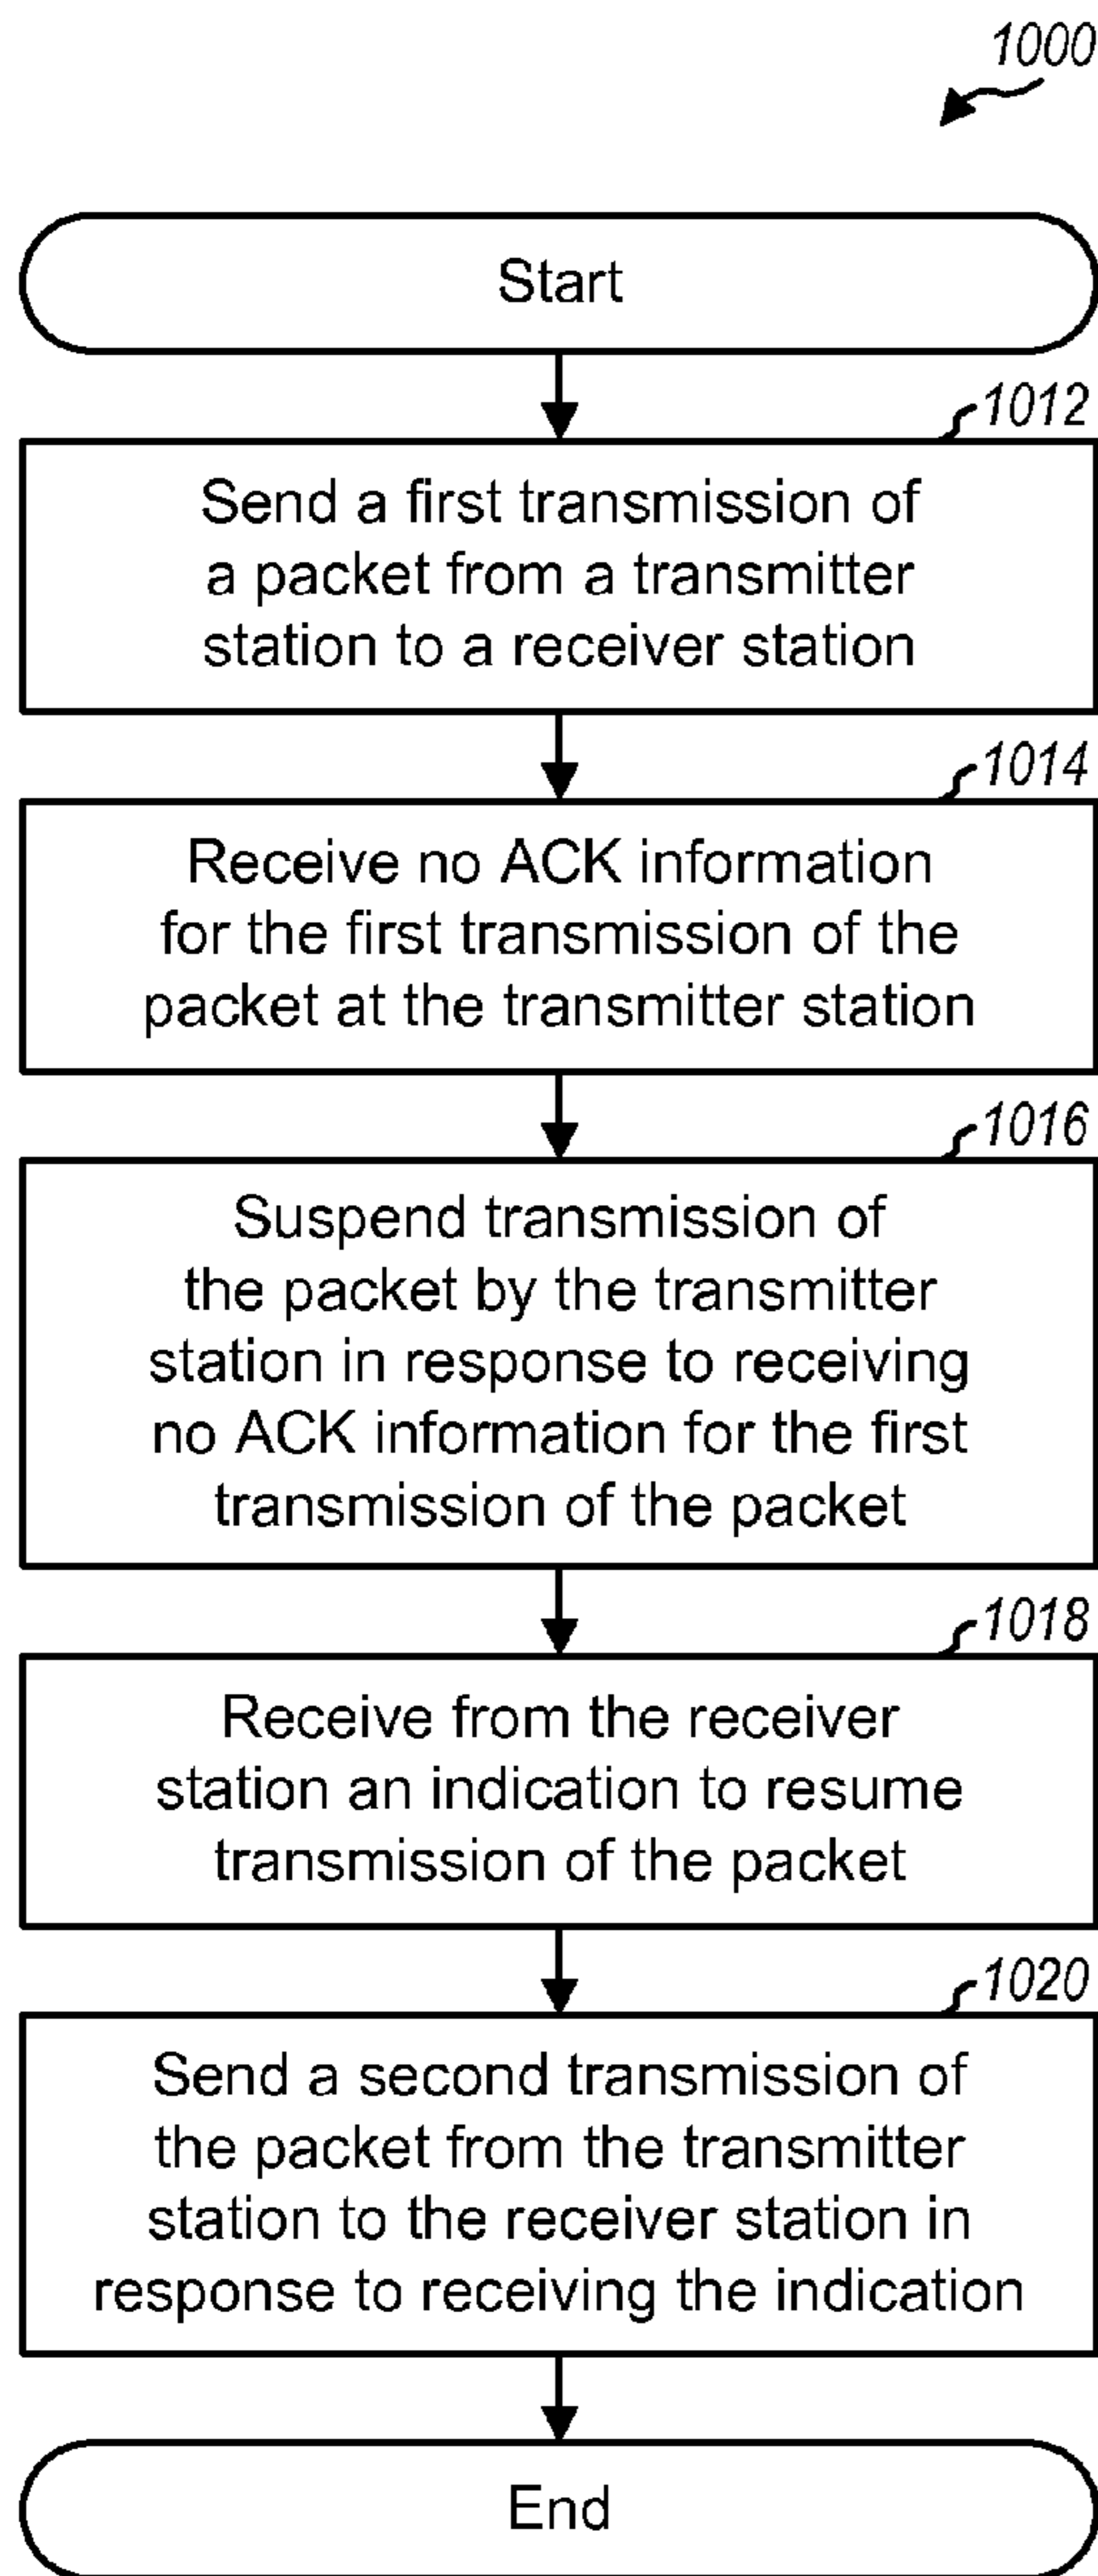 1000
Start
1012
Send a first transmission of
a packet from a transmitter
station to a receiver station
1014
Receive no ACK information
for the first transmission of the
packet at the transmitter station
1016
Suspend transmission of
the packet by the transmitter
station in response to receiving
no ACK information for the first
transmission of the packet
1018
Receive from the receiver
station an indication to resume
transmission of the packet
1020
Send a second transmission of
the packet from the transmitter
station to the receiver station in
response to receiving the indication
End